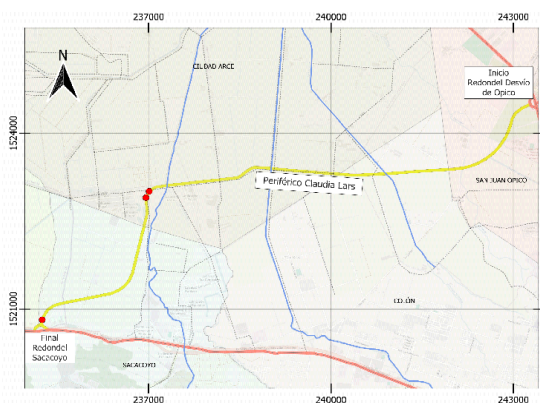 237000 240000 243000
N
CIUDAD ARCE
Inicio
Redondel Desvío
de Opico
1524000
Periférico Claudia Lars
SAN JUAN OPICO
COLÓN
1521000
Final
Redondel
Sacacoyo
SACACOYO
237000 240000 243000